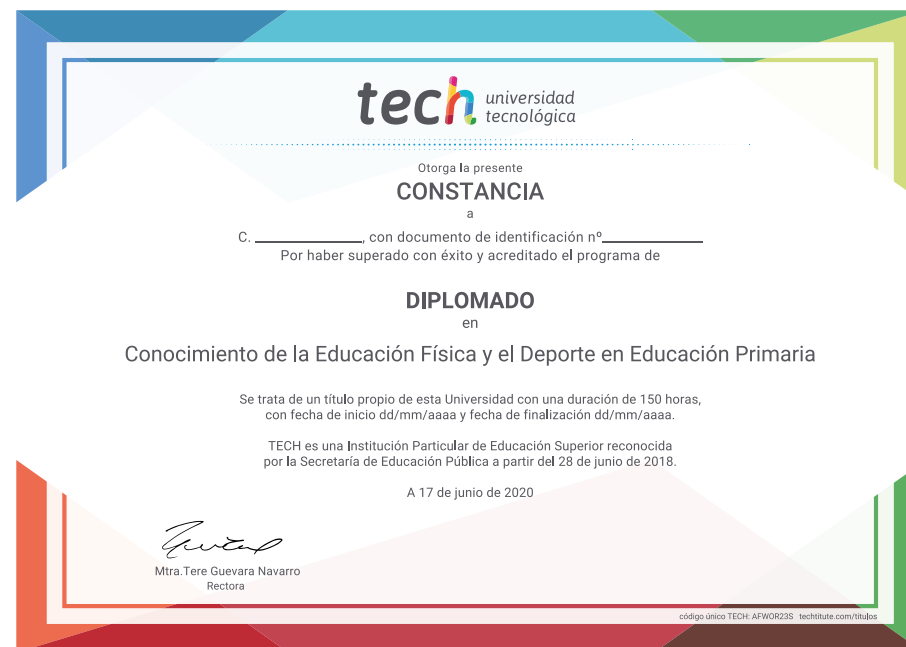 tech universidad
tecnológica
Otorga la presente
CONSTANCIA
a
C. ____________, con documento de identificación nº____________
Por haber superado con éxito y acreditado el programa de
DIPLOMADO
en
Conocimiento de la Educación Física y el Deporte en Educación Primaria
Se trata de un título propio de esta Universidad con una duración de 150 horas,
con fecha de inicio dd/mm/aaaa y fecha de finalización dd/mm/aaaa.
TECH es una Institución Particular de Educación Superior reconocida
por la Secretaría de Educación Pública a partir del 28 de junio de 2018.
A 17 de junio de 2020
Mtra.Tere Guevara Navarro
Rectora
código único TECH: AFWOR23S techtitute.com/titulos